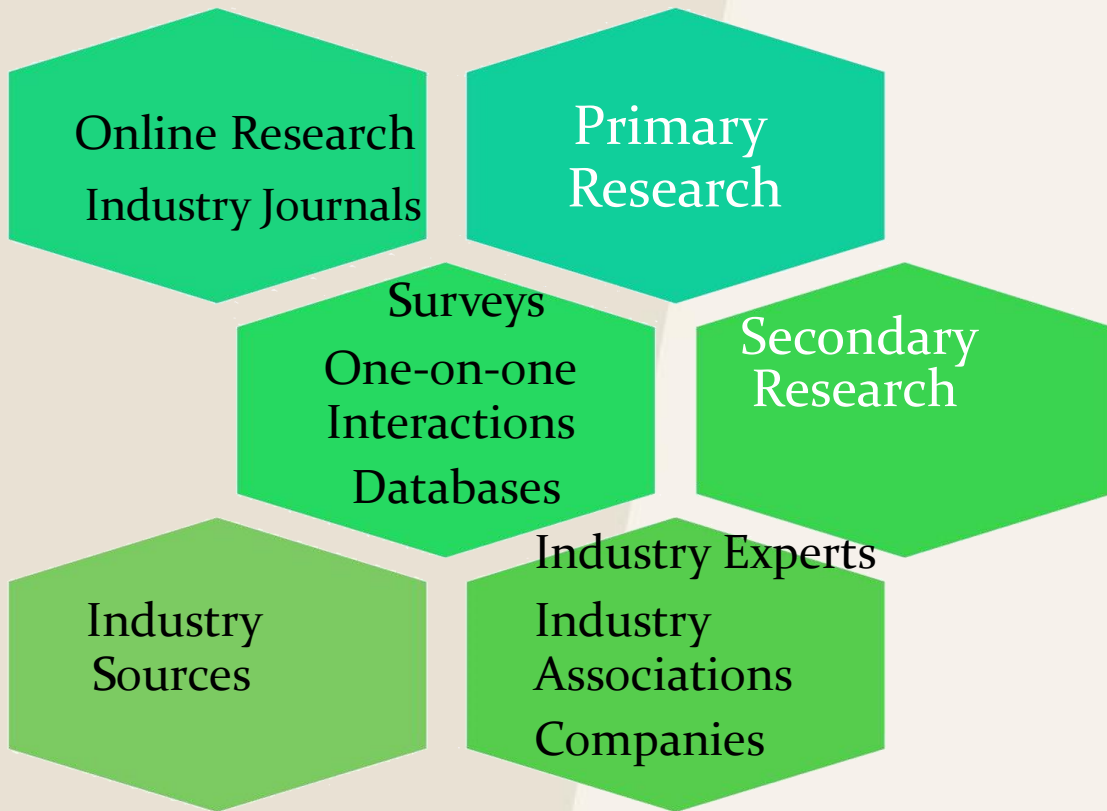 Online Research
Industry Journals
Primary
Research
Surveys
One-on-one
Interactions
Databases
Secondary
Research
Industry
Sources
Industry Experts
Industry
Associations
Companies